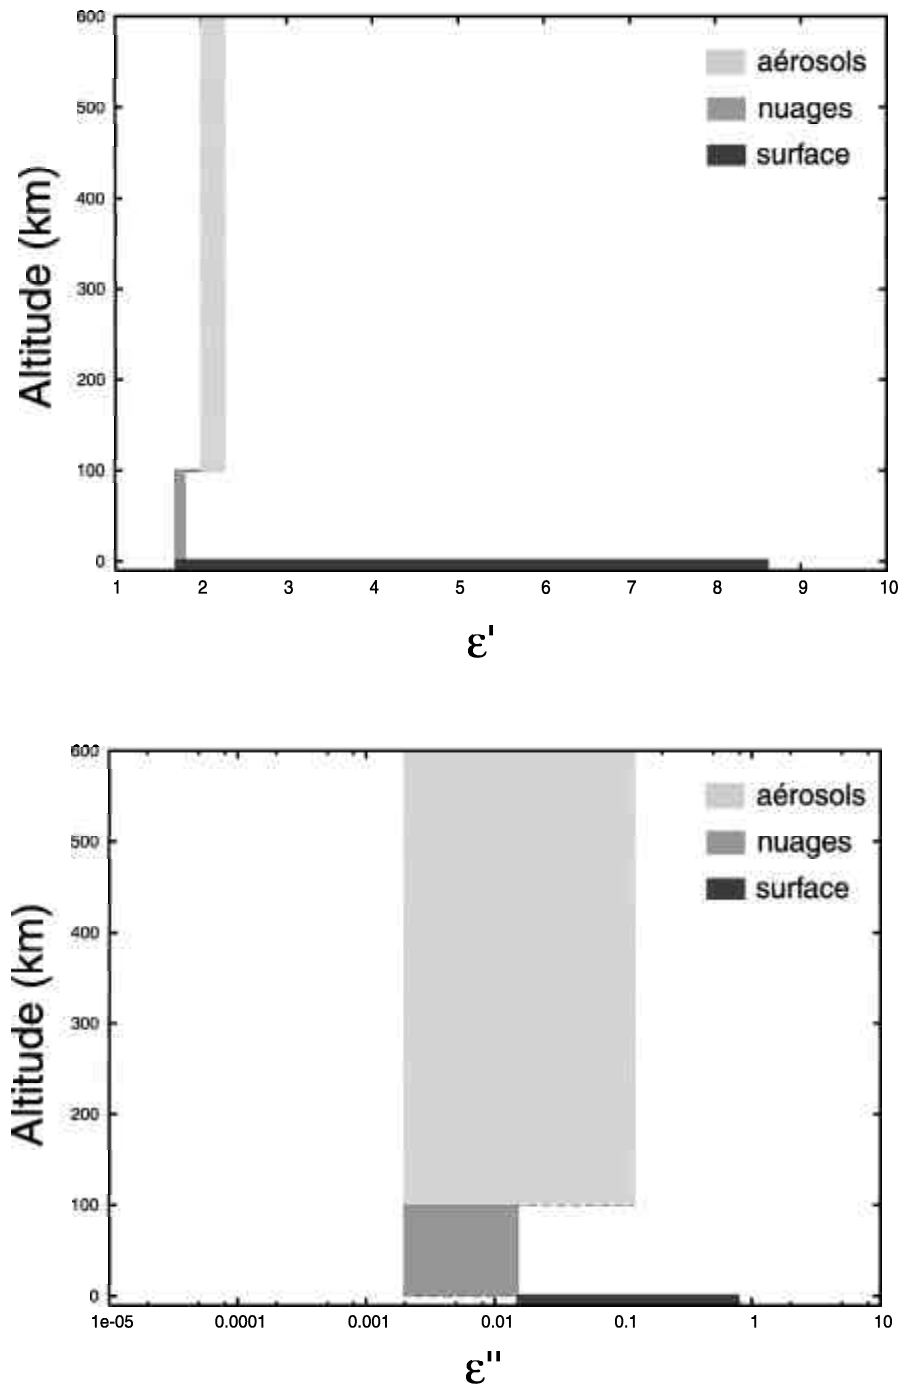 600
500
400
300
200
100
0
Altitude (km)
aérosols
nuages
surface
1 2 3 4 5 6 7 8 9 10
ε'
600
500
400
300
200
100
0
Altitude (km)
aérosols
nuages
surface
1e-05 0.0001 0.001 0.01 0.1 1 10
ε''